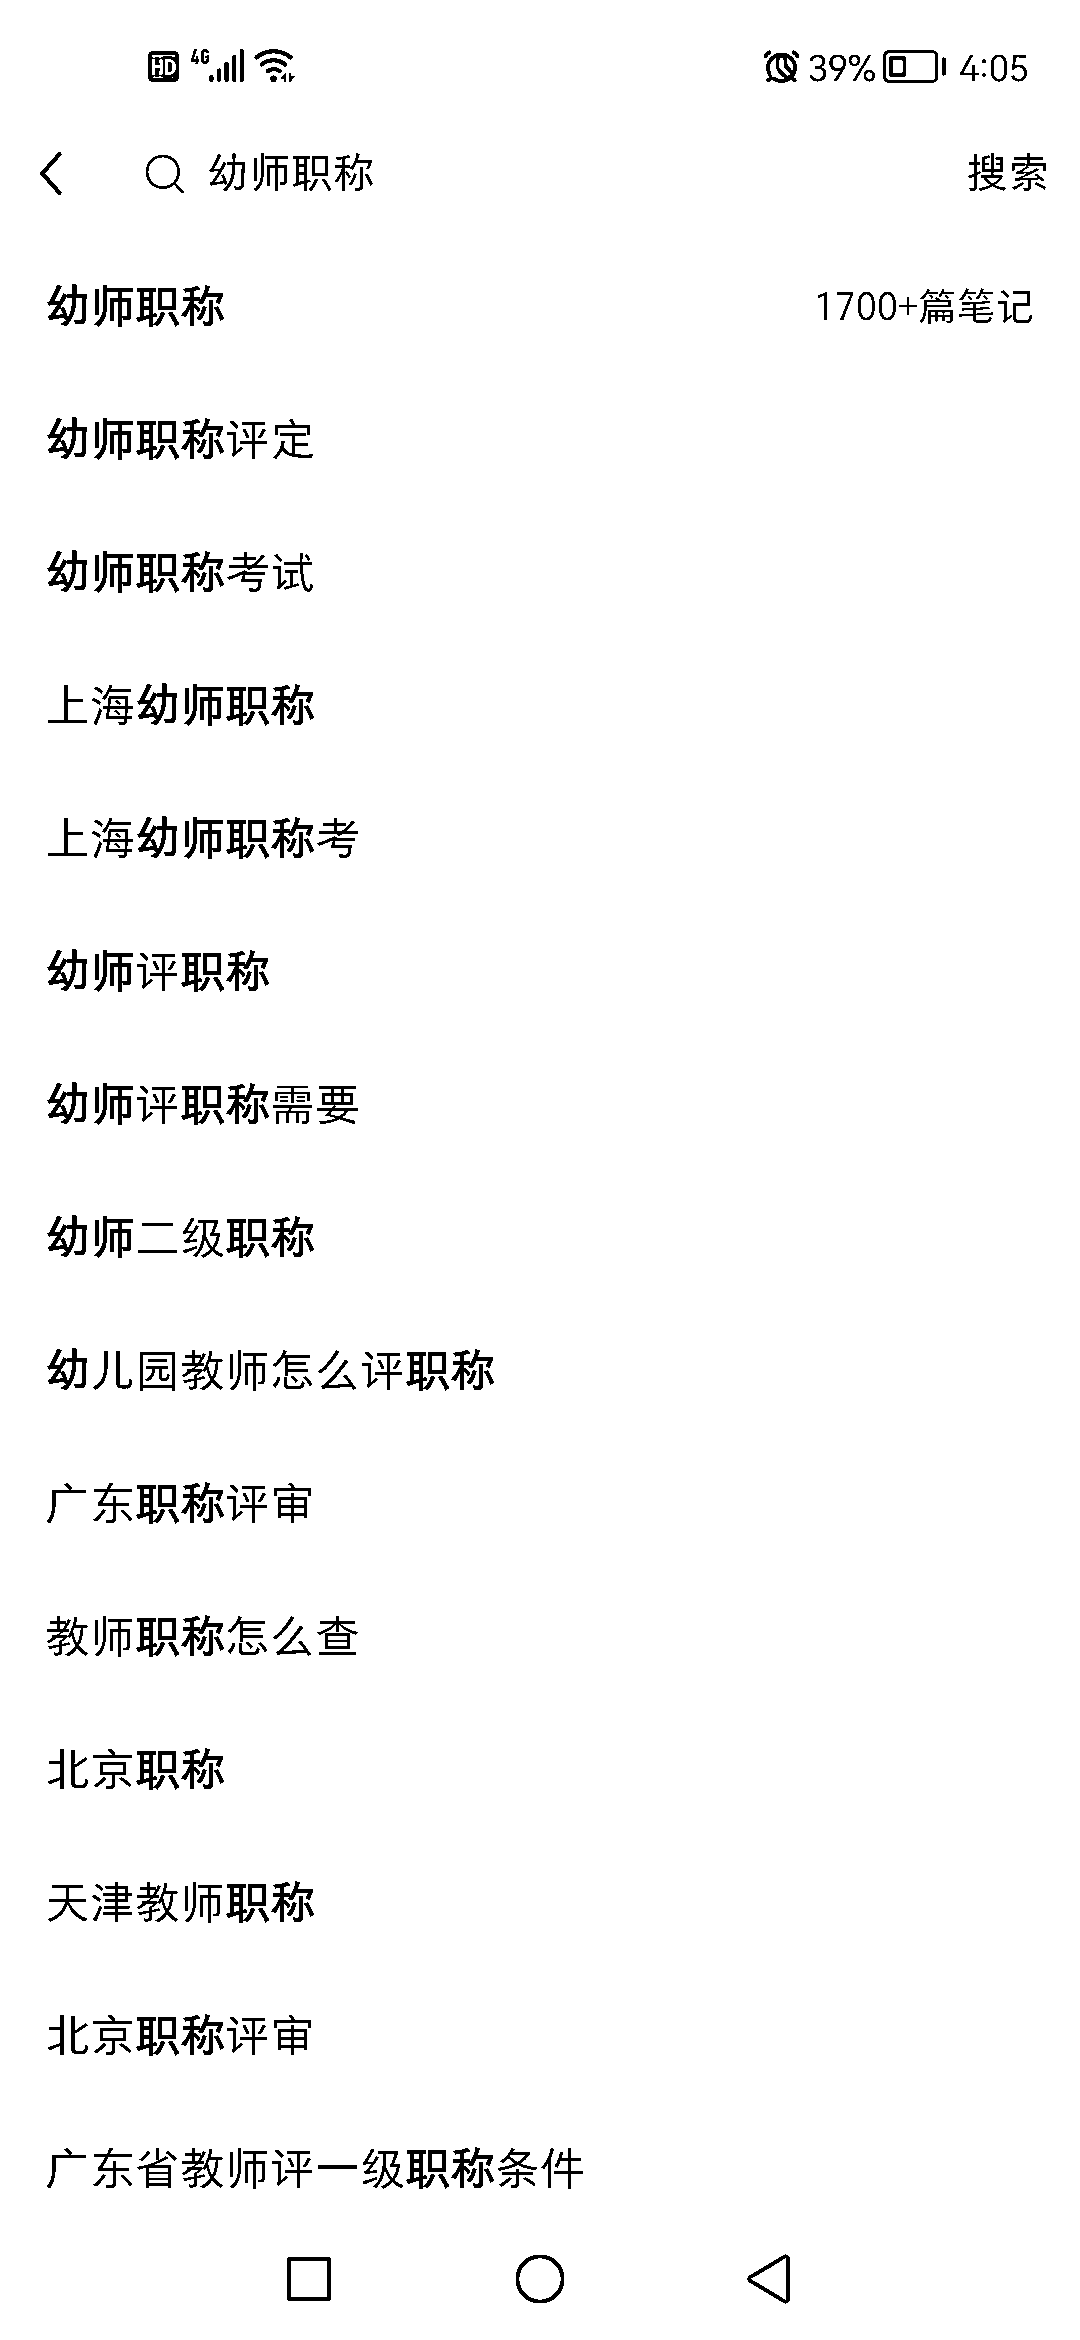 HD 4G 39% 4:05
幼师职称 搜索
幼师职称 1700+篇笔记
幼师职称评定
幼师职称考试
上海幼师职称
上海幼师职称考
幼师评职称
幼师评职称需要
幼师二级职称
幼儿园教师怎么评职称
广东职称评审
教师职称怎么查
北京职称
天津教师职称
北京职称评审
广东省教师评一级职称条件